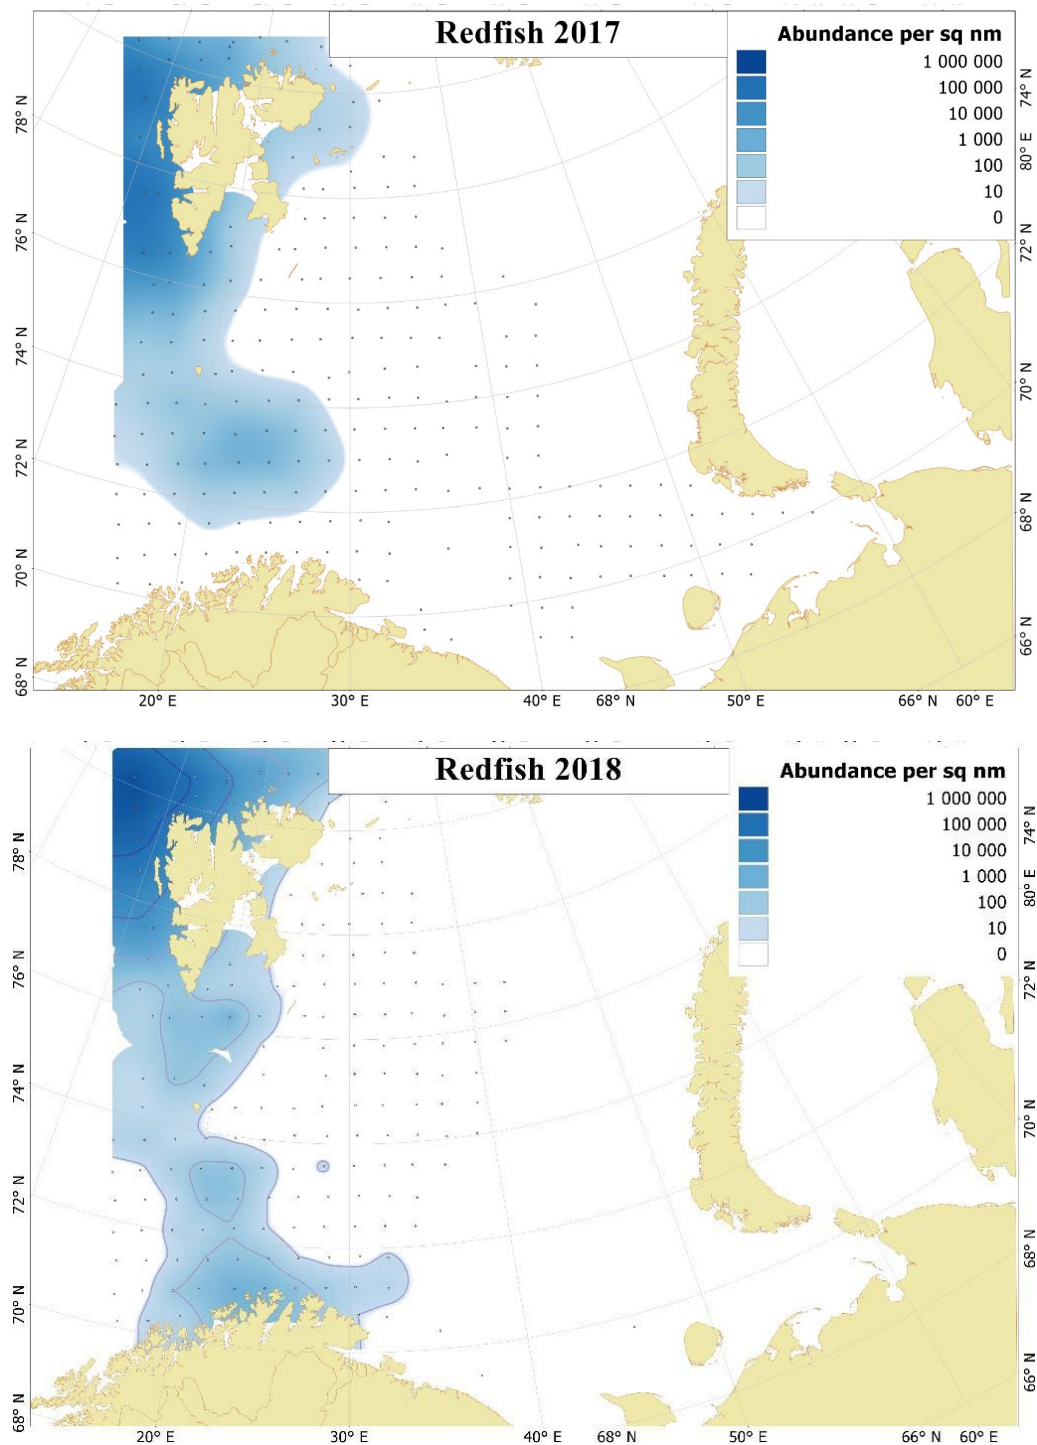 Redfish 2017
Abundance per sq nm
1 000 000
100 000
10 000
1 000
100
10
0
78° N
76° N
74° N
72° N
70° N
68° N
74° N
80° E
72° N
70° N
68° N
66° N
20° E
30° E
40° E
68° N
50° E
66° N
60° E
Redfish 2018
Abundance per sq nm
1 000 000
100 000
10 000
1 000
100
10
0
78° N
76° N
74° N
72° N
70° N
68° N
74° N
80° E
72° N
70° N
68° N
66° N
20° E
30° E
40° E
68° N
50° E
66° N
60° E